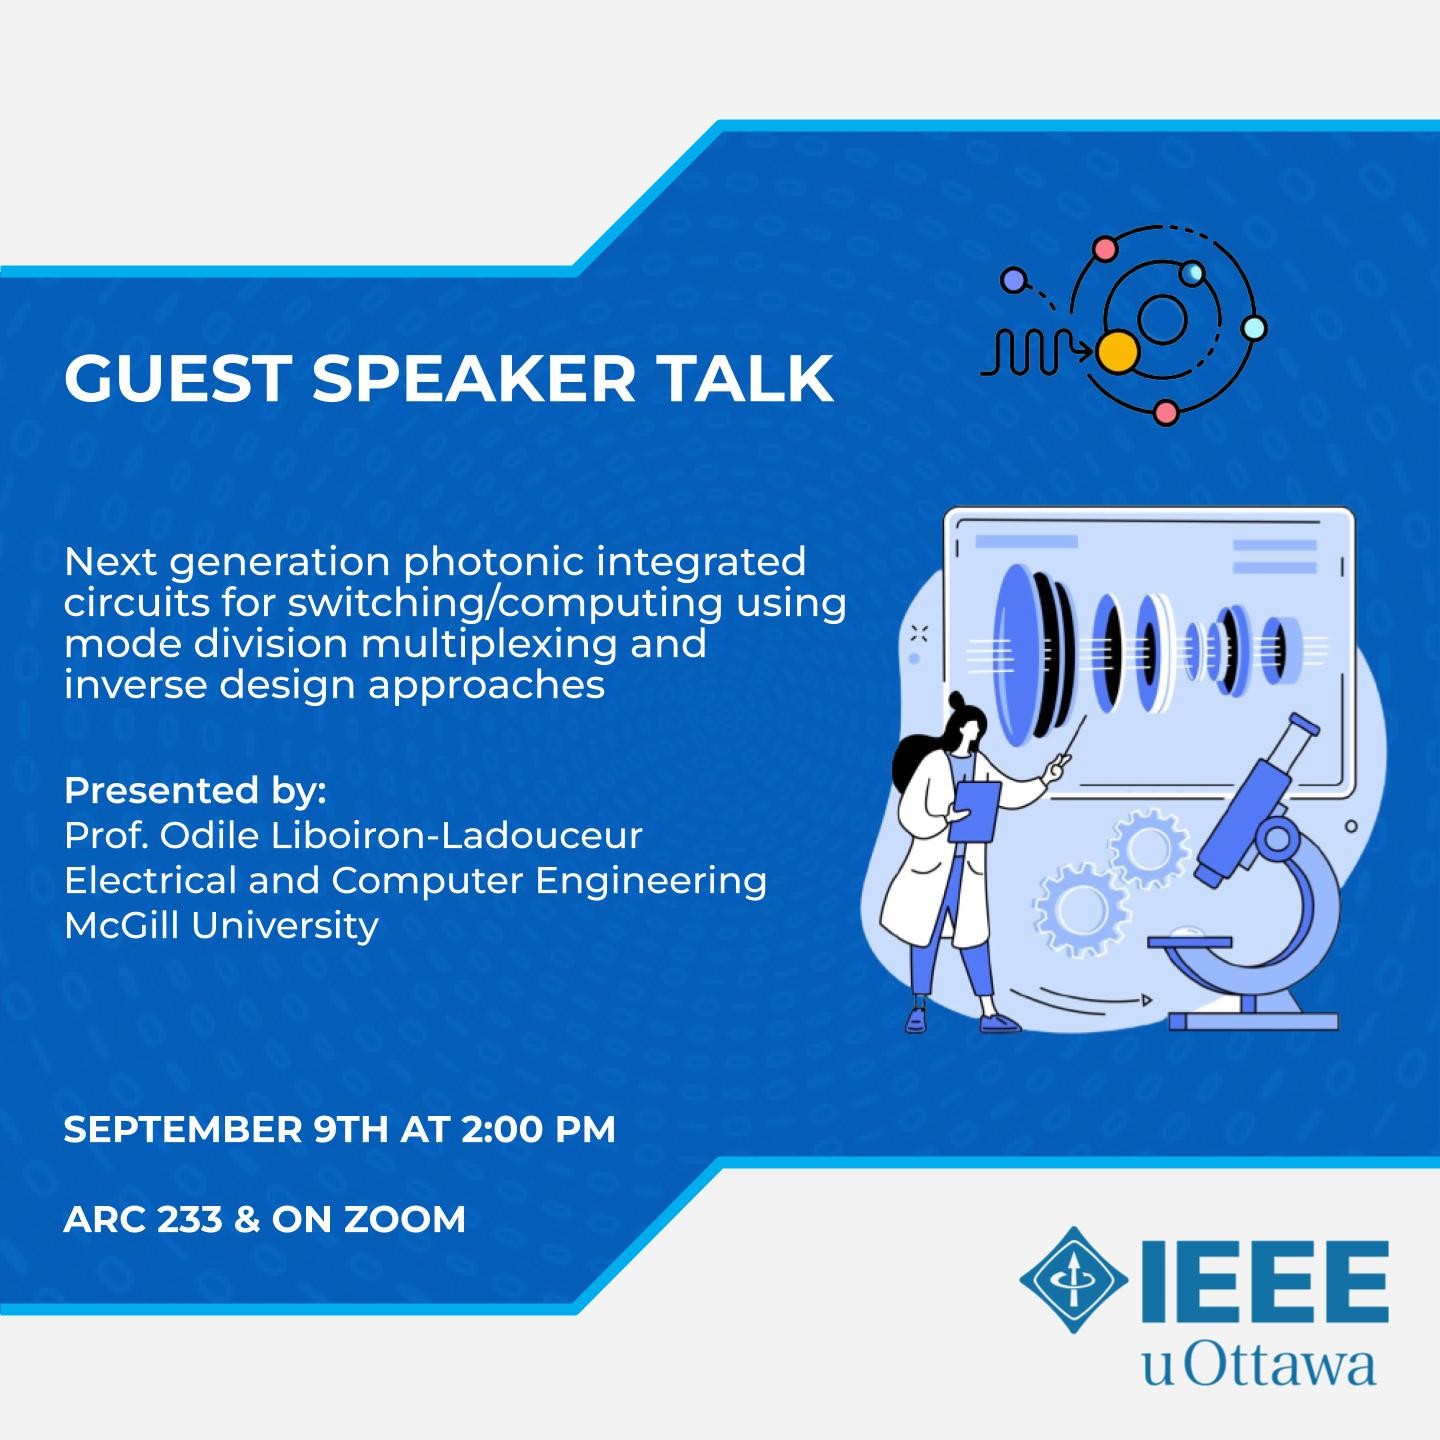 GUEST SPEAKER TALK
Next generation photonic integrated
circuits for switching/computing using
mode division multiplexing and
inverse design approaches
Presented by:
Prof. Odile Liboiron-Ladouceur
Electrical and Computer Engineering
McGill University
SEPTEMBER 9TH AT 2:00 PM
ARC 233 & ON ZOOM
IEEE
uOttawa